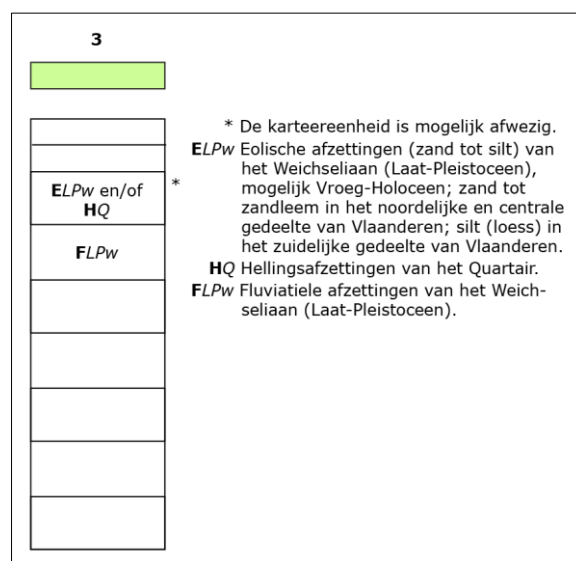 3
* De karteereenheid is mogelijk afwezig.
ELPw Eolische afzettingen (zand tot silt) van
het Weichseliaan (Laat-Pleistoceen),
mogelijk Vroeg-Holoceen; zand tot
zandleem in het noordelijke en centrale
gedeelte van Vlaanderen; silt (loess) in
het zuidelijke gedeelte van Vlaanderen.
HQ Hellingsafzettingen van het Quartair.
FLPw Fluviatiele afzettingen van het Weich-
seliaan (Laat-Pleistoceen).
ELPw en/of *
HQ
FLPw